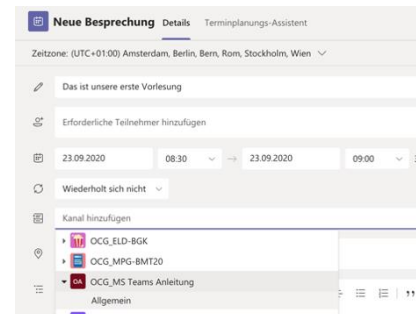 Neue Besprechung Details Terminplanungs-Assistent
Zeitzone: (UTC+01:00) Amsterdam, Berlin, Bern, Rom, Stockholm, Wien
Das ist unsere erste Vorlesung
Erforderliche Teilnehmer hinzufügen
23.09.2020 08:30 → 23.09.2020 09:00
Wiederholt sich nicht
Kanal hinzufügen
OCG_ELD-BGK
OCG_MPG-BMT20
OA OCG_MS Teams Anleitung
Allgemein